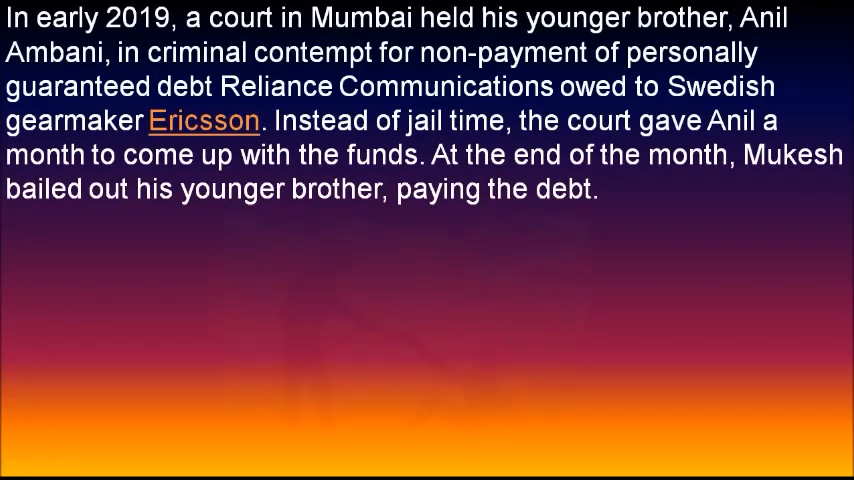 In early 2019, a court in Mumbai held his younger brother, Anil
Ambani, in criminal contempt for non-payment of personally
guaranteed debt Reliance Communications owed to Swedish
gearmaker Ericsson. Instead of jail time, the court gave Anil a
month to come up with the funds. At the end of the month, Mukesh
bailed out his younger brother, paying the debt.